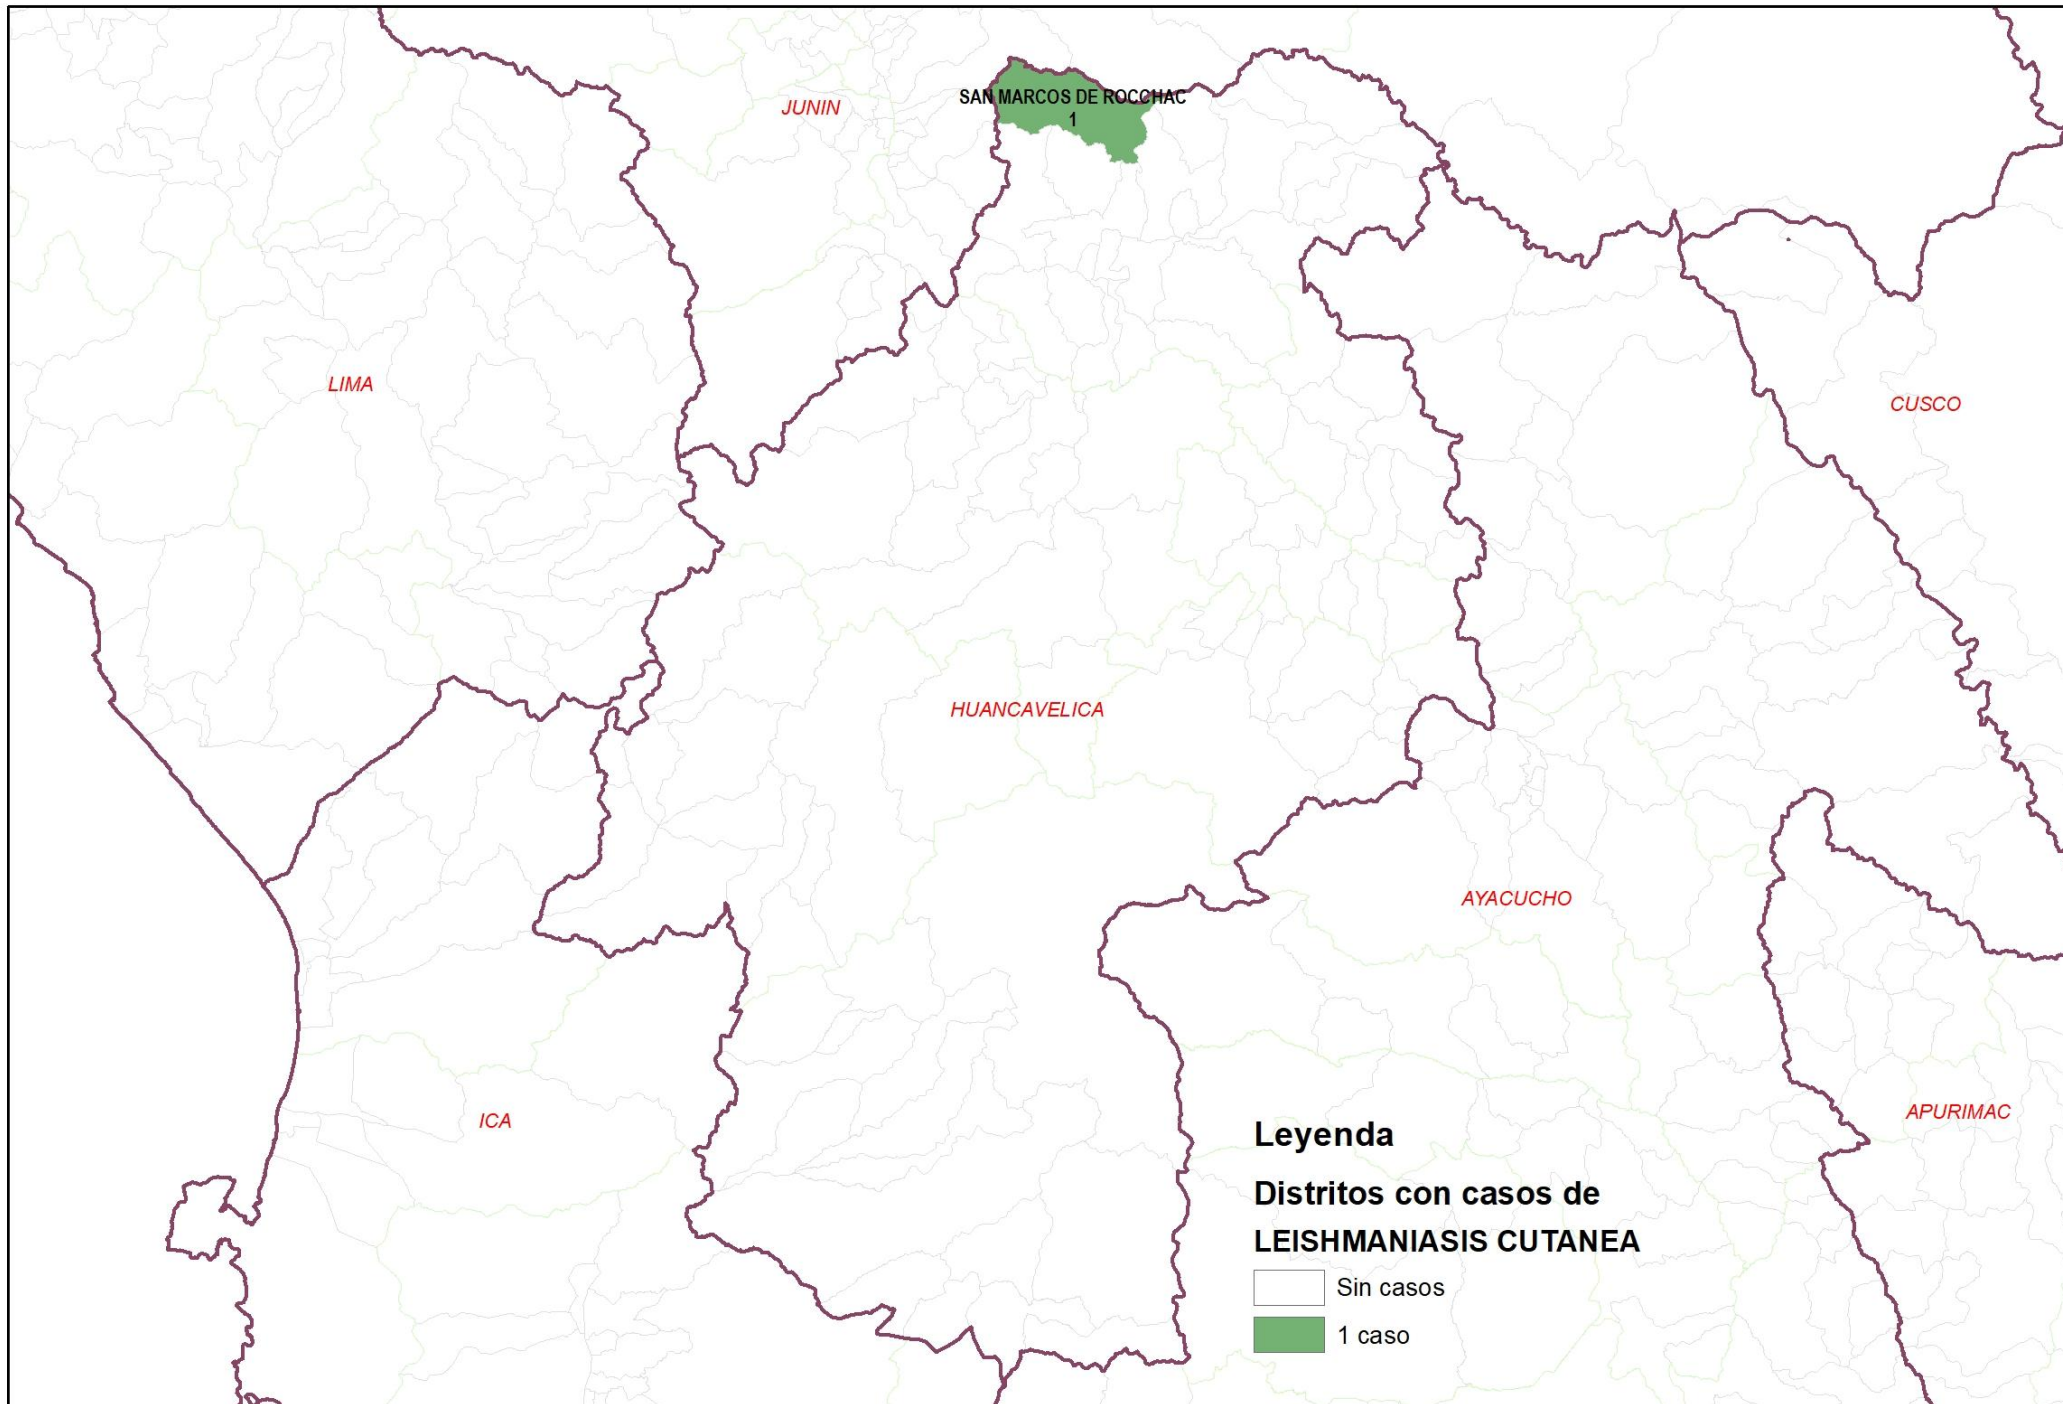 SAN MARCOS DE ROCCHAC
1
JUNIN
LIMA
CUSCO
HUANCAVELICA
AYACUCHO
ICA
APURIMAC
Leyenda
Distritos con casos de
LEISHMANIASIS CUTANEA
Sin casos
1 caso